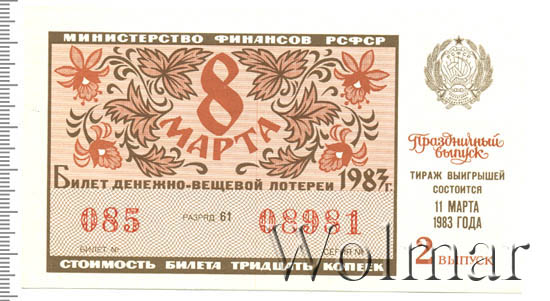 МИНИСТЕРСТВО ФИНАНСОВ РСФСР
8
МАРТА
БИЛЕТ ДЕНЕЖНО-ВЕЩЕВОЙ ЛОТЕРЕИ 1983 г.
085 РАЗРЯД 61 08981
БИЛЕТ № СЕРИЯ №
СТОИМОСТЬ БИЛЕТА ТРИДЦАТЬ КОПЕЕК
Праздничный
выпуск
ТИРАЖ ВЫИГРЫШЕЙ
СОСТОИТСЯ
11 МАРТА
1983 ГОДА
2 ВЫПУСК
Wolmar